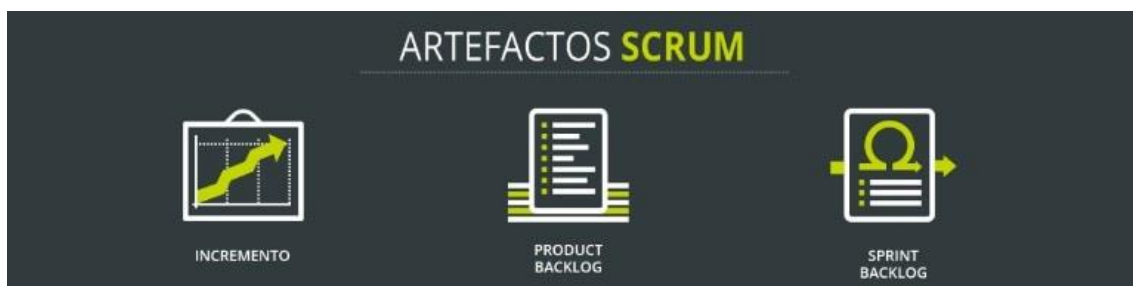 ARTEFACTOS SCRUM
INCREMENTO
PRODUCT
BACKLOG
SPRINT
BACKLOG